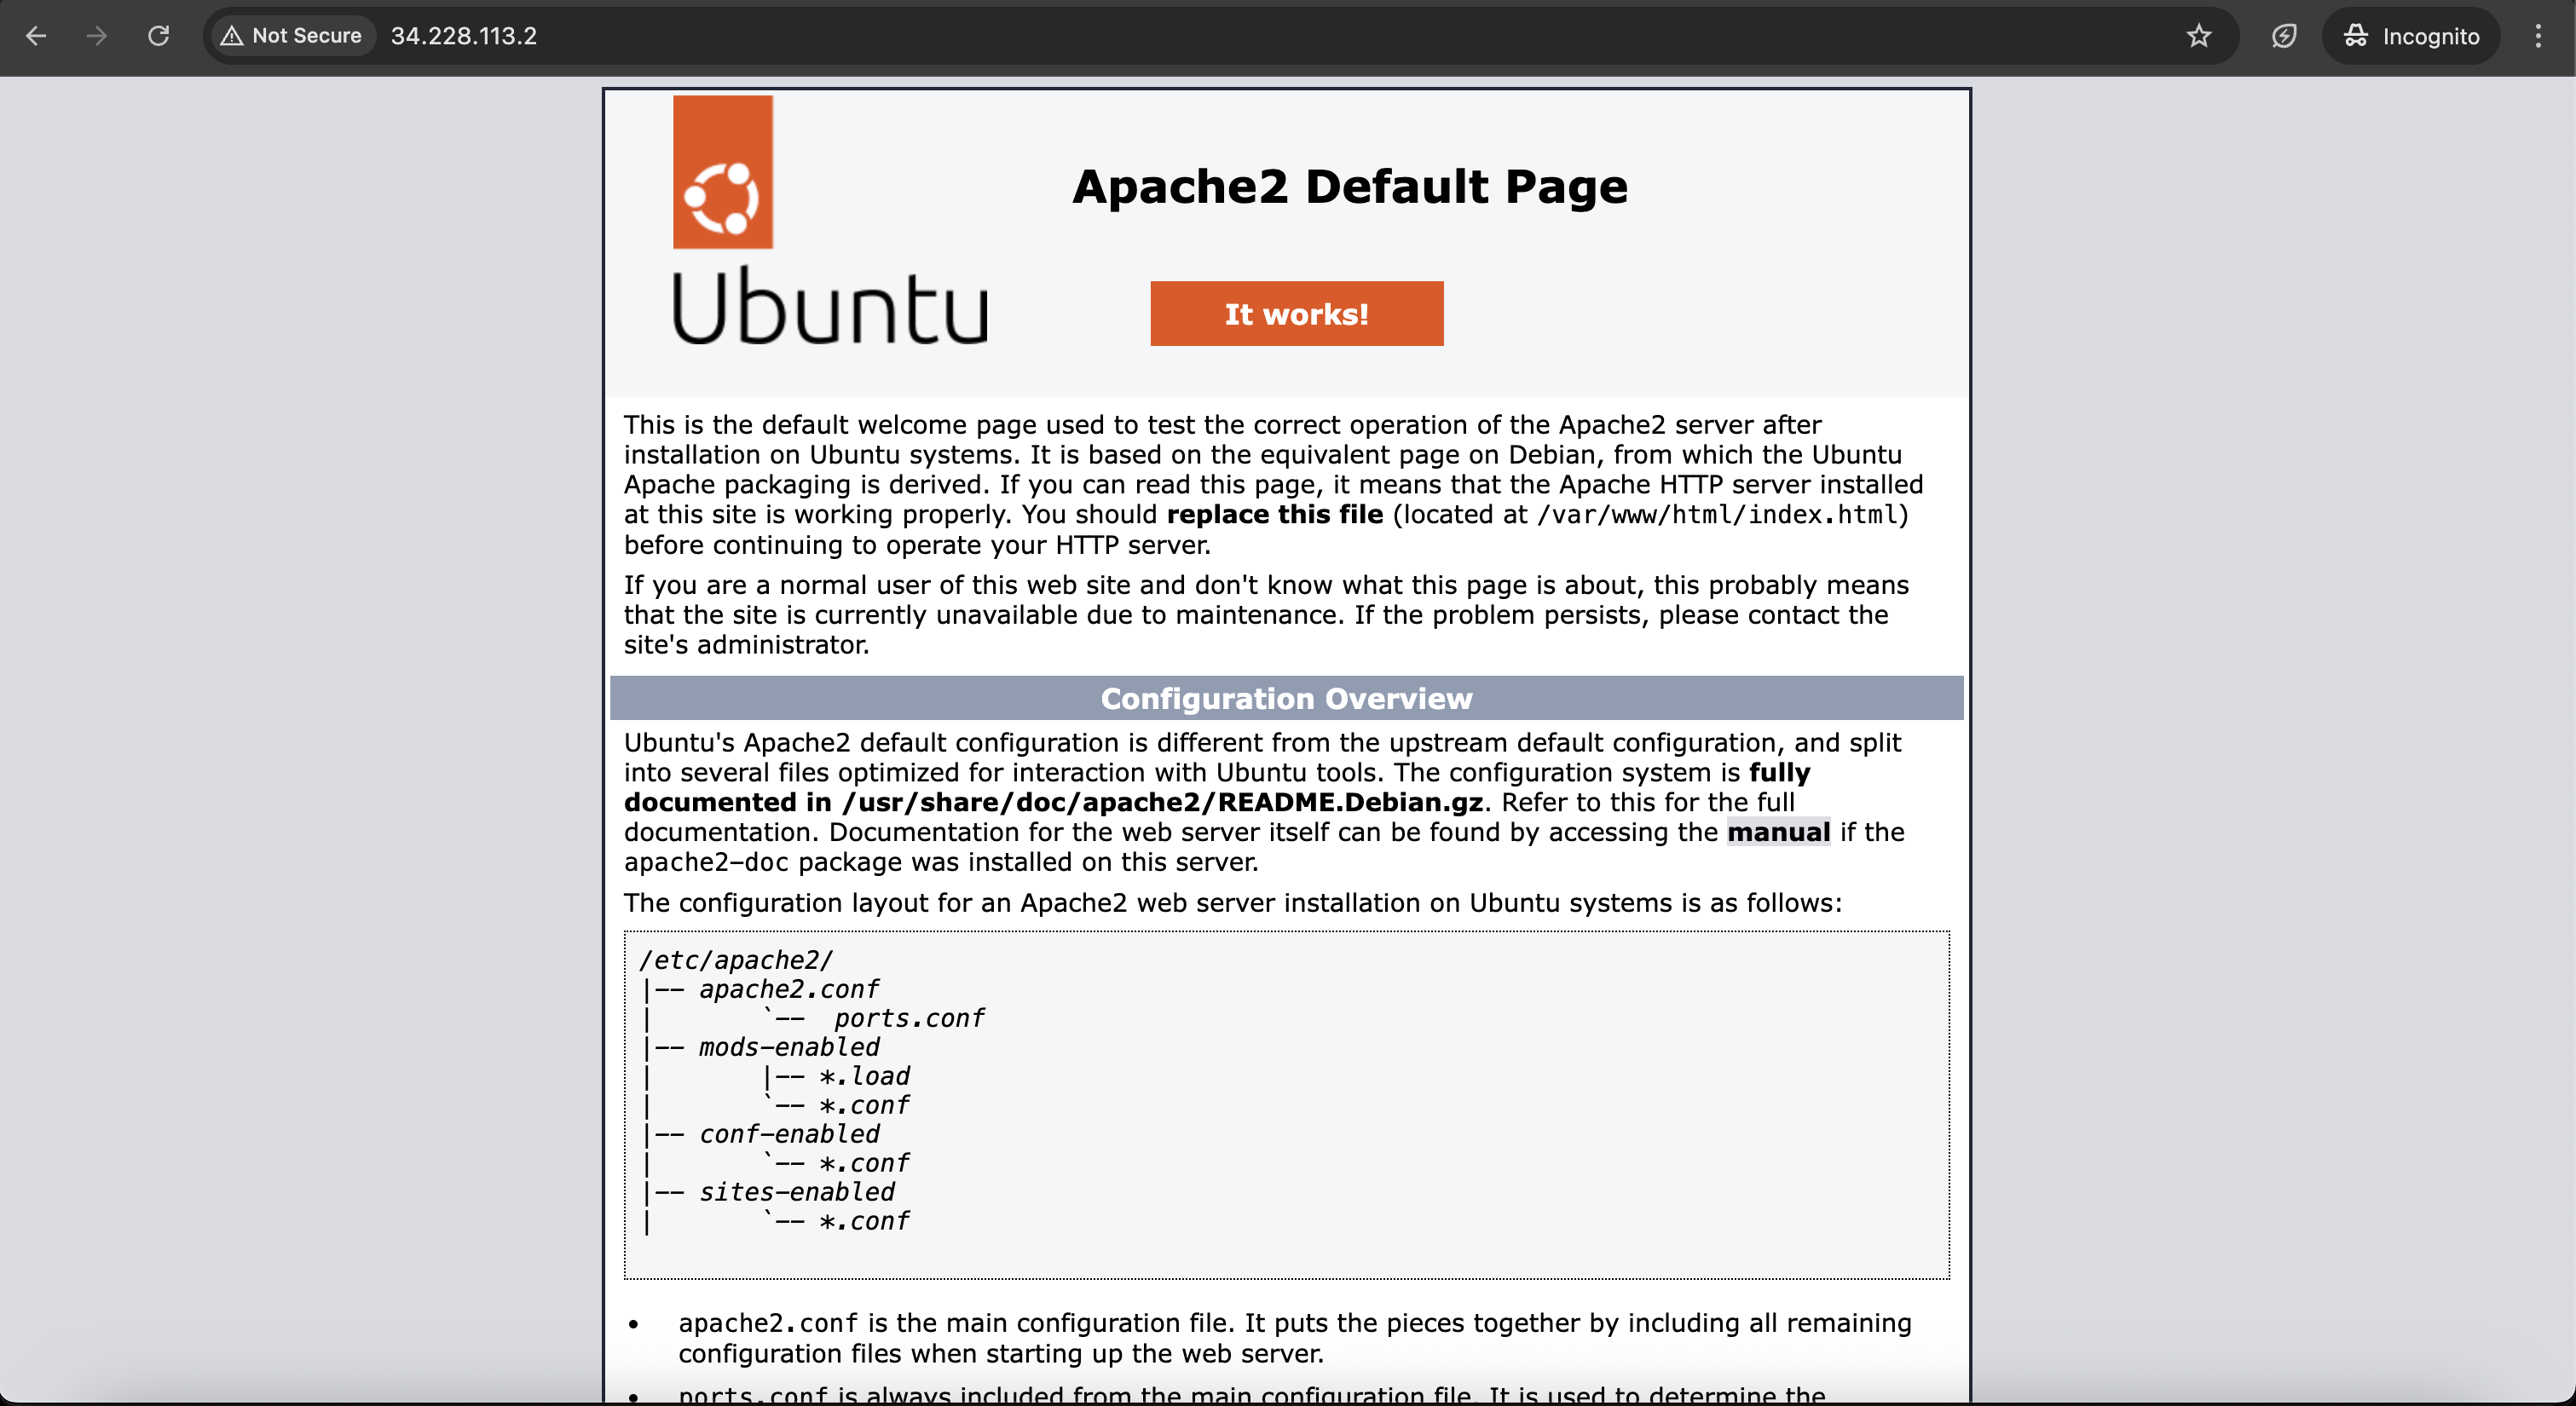 Not Secure 34.228.113.2 Incognito
Apache2 Default Page
Ubuntu
It works!
This is the default welcome page used to test the correct operation of the Apache2 server after
installation on Ubuntu systems. It is based on the equivalent page on Debian, from which the Ubuntu
Apache packaging is derived. If you can read this page, it means that the Apache HTTP server installed
at this site is working properly. You should replace this file (located at /var/www/html/index.html)
before continuing to operate your HTTP server.
If you are a normal user of this web site and don't know what this page is about, this probably means
that the site is currently unavailable due to maintenance. If the problem persists, please contact the
site's administrator.
Configuration Overview
Ubuntu's Apache2 default configuration is different from the upstream default configuration, and split
into several files optimized for interaction with Ubuntu tools. The configuration system is fully
documented in /usr/share/doc/apache2/README.Debian.gz. Refer to this for the full
documentation. Documentation for the web server itself can be found by accessing the manual if the
apache2-doc package was installed on this server.
The configuration layout for an Apache2 web server installation on Ubuntu systems is as follows:
/etc/apache2/
|-- apache2.conf
|       `--  ports.conf
|-- mods-enabled
|       |-- *.load
|       `-- *.conf
|-- conf-enabled
|       `-- *.conf
|-- sites-enabled
|       `-- *.conf
• apache2.conf is the main configuration file. It puts the pieces together by including all remaining
configuration files when starting up the web server.
• ports.conf is always included from the main configuration file. It is used to determine the